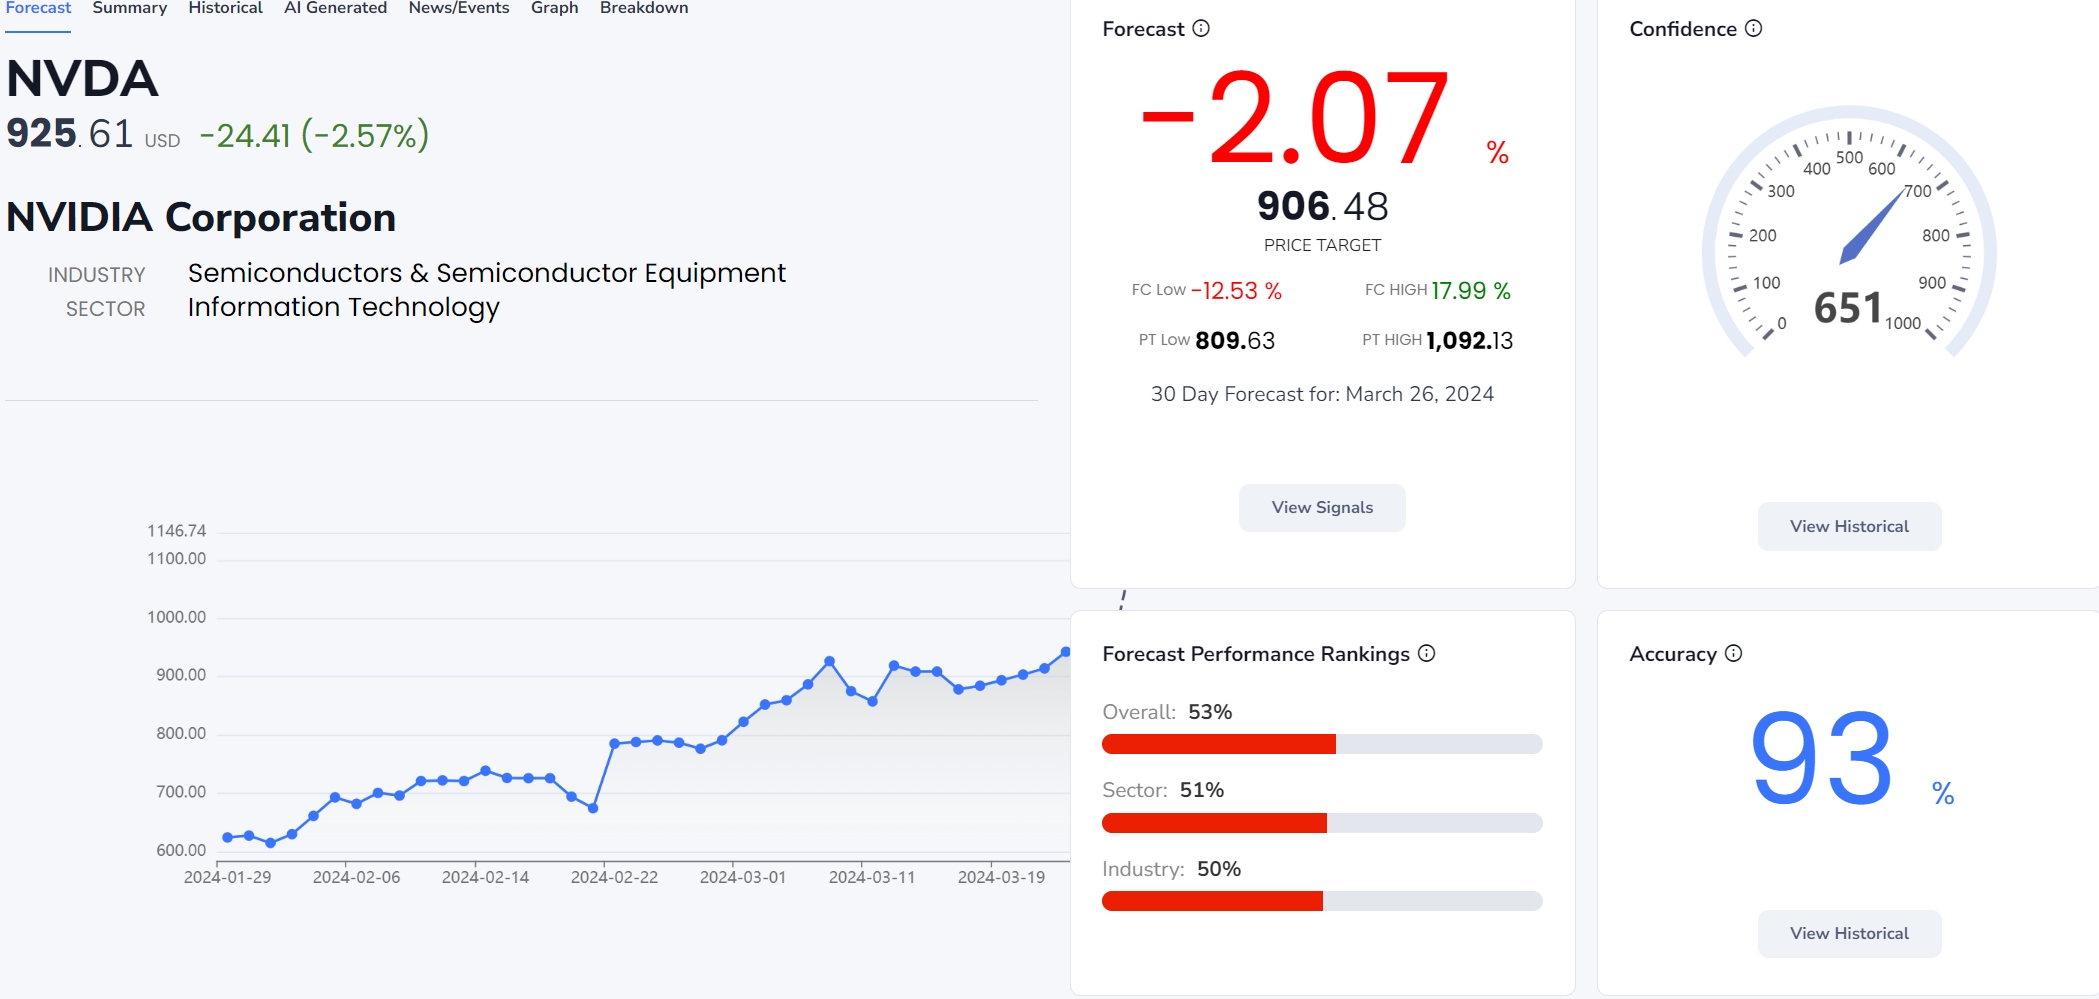 Forecast Summary Historical AI Generated News/Events Graph Breakdown
NVDA
925.61 USD -24.41 (-2.57%)
NVIDIA Corporation
INDUSTRY Semiconductors & Semiconductor Equipment
SECTOR Information Technology
1146.74
1100.00
1000.00
900.00
800.00
700.00
600.00
2024-01-29 2024-02-06 2024-02-14 2024-02-22 2024-03-01 2024-03-11 2024-03-19
Forecast
-2.07 %
906.48
PRICE TARGET
FC Low -12.53 % FC HIGH 17.99 %
PT Low 809.63 PT HIGH 1,092.13
30 Day Forecast for: March 26, 2024
View Signals
Confidence
0 100 200 300 400 500 600 700 800 900 1000
651
View Historical
Forecast Performance Rankings
Overall: 53%
Sector: 51%
Industry: 50%
Accuracy
93 %
View Historical